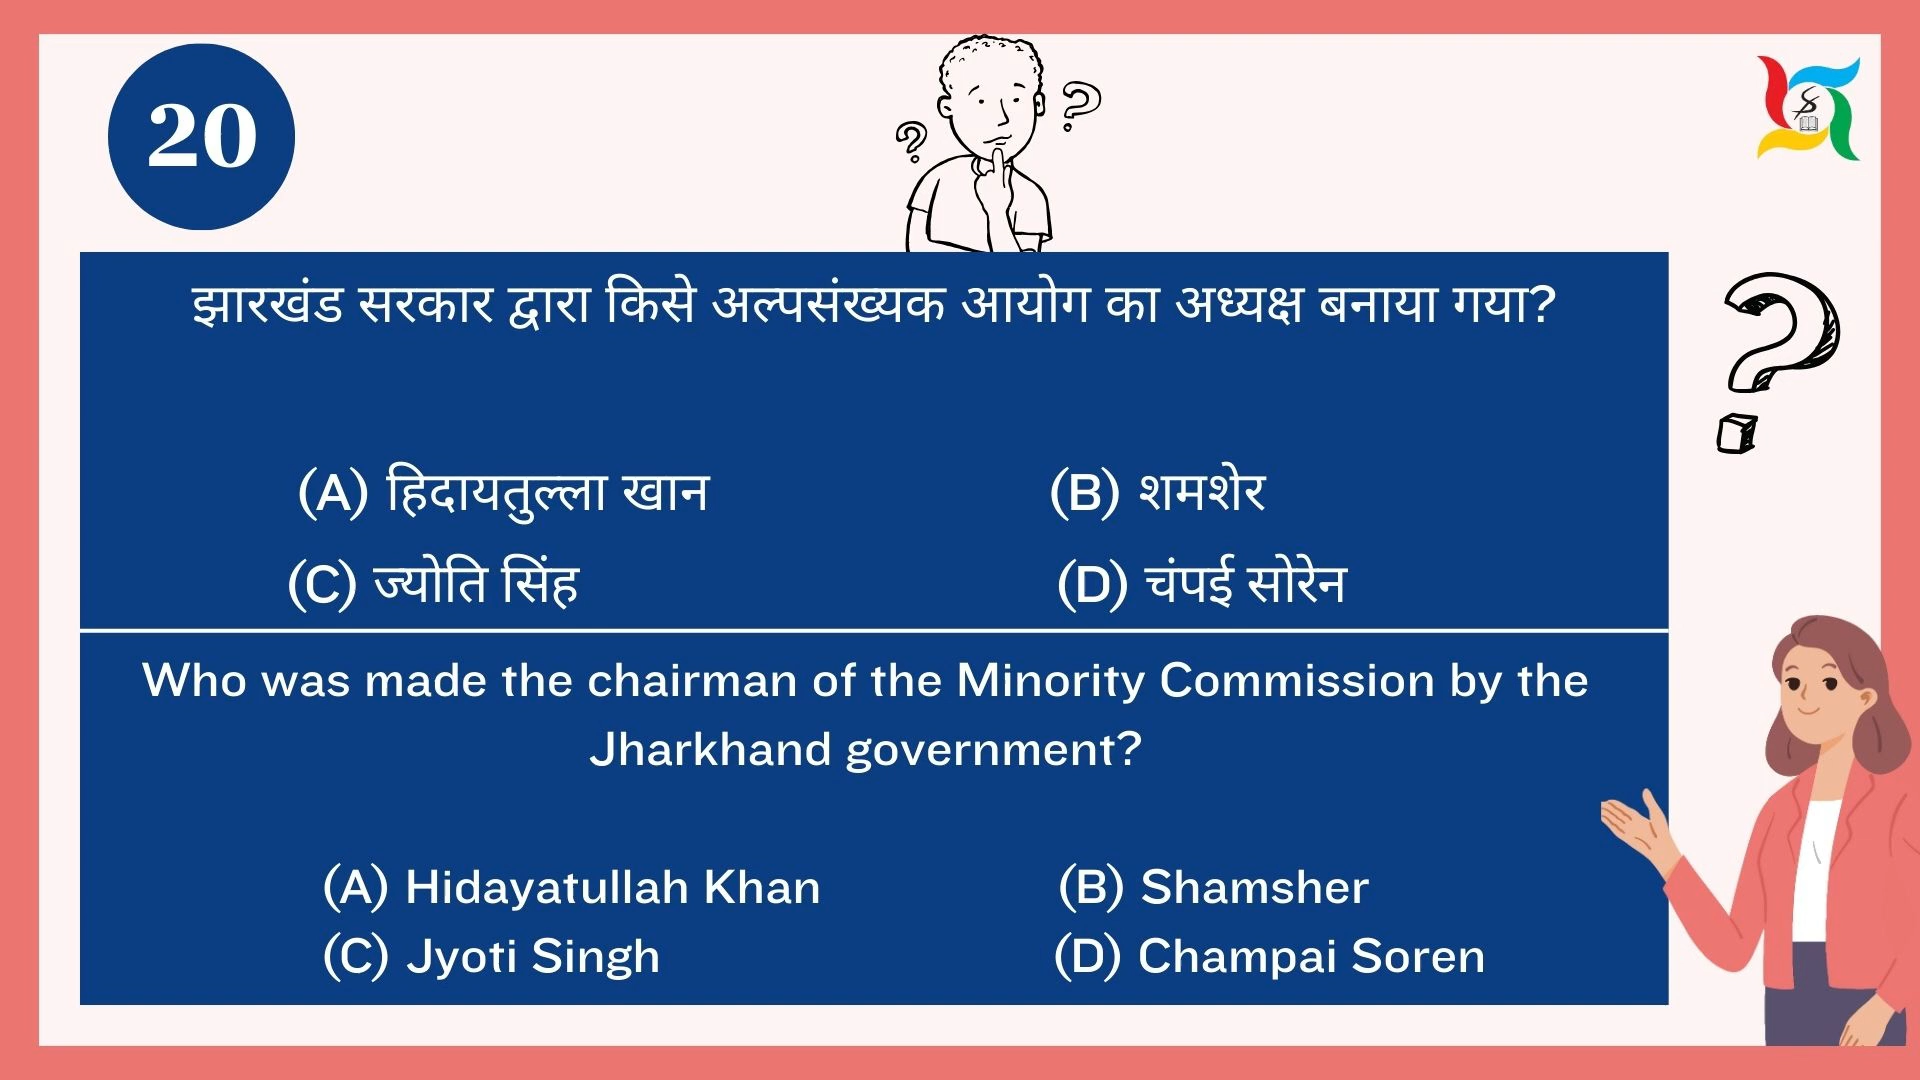 20
झारखंड सरकार द्वारा किसे अल्पसंख्यक आयोग का अध्यक्ष बनाया गया?
(A) हिदायतुल्ला खान (B) शमशेर
(C) ज्योति सिंह (D) चंपई सोरेन
Who was made the chairman of the Minority Commission by the
Jharkhand government?
(A) Hidayatullah Khan (B) Shamsher
(C) Jyoti Singh (D) Champai Soren